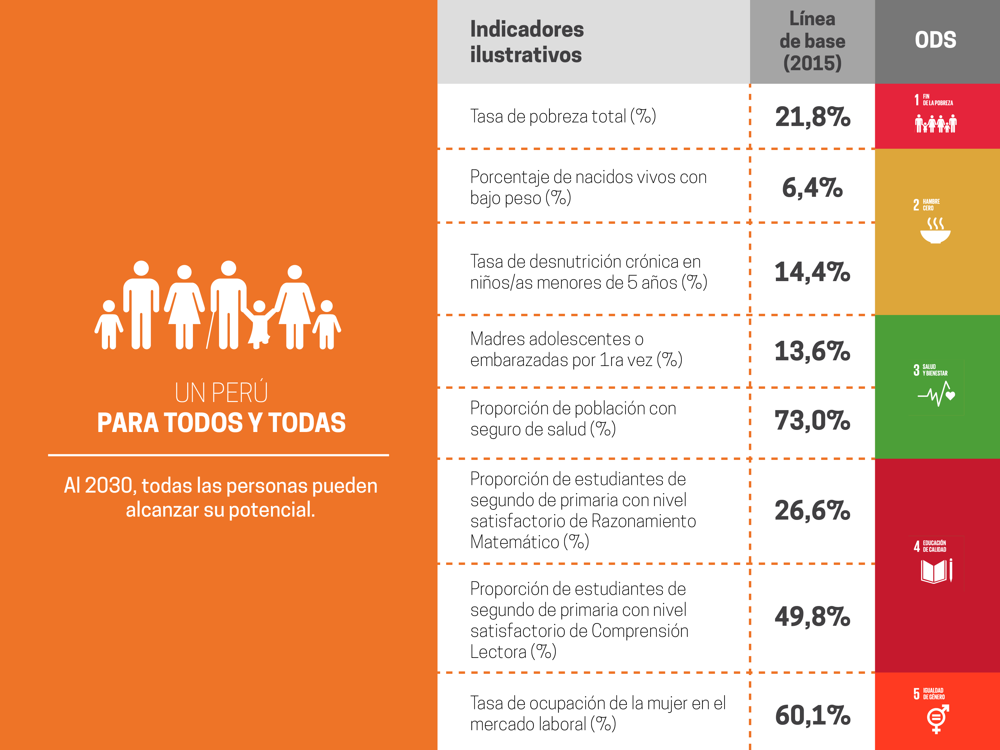 UN PERÚ
PARA TODOS Y TODAS
Al 2030, todas las personas pueden
alcanzar su potencial.
Indicadores
ilustrativos
Línea
de base
(2015)
ODS
Tasa de pobreza total (%)
21,8%
1 FIN
DE LA POBREZA
Porcentaje de nacidos vivos con
bajo peso (%)
6,4%
2 HAMBRE
CERO
Tasa de desnutrición crónica en
niños/as menores de 5 años (%)
14,4%
Madres adolescentes o
embarazadas por 1ra vez (%)
13,6%
3 SALUD
Y BIENESTAR
Proporción de población con
seguro de salud (%)
73,0%
Proporción de estudiantes de
segundo de primaria con nivel
satisfactorio de Razonamiento
Matemático (%)
26,6%
4 EDUCACIÓN
DE CALIDAD
Proporción de estudiantes de
segundo de primaria con nivel
satisfactorio de Comprensión
Lectora (%)
49,8%
Tasa de ocupación de la mujer en el
mercado laboral (%)
60,1%
5 IGUALDAD
DE GÉNERO